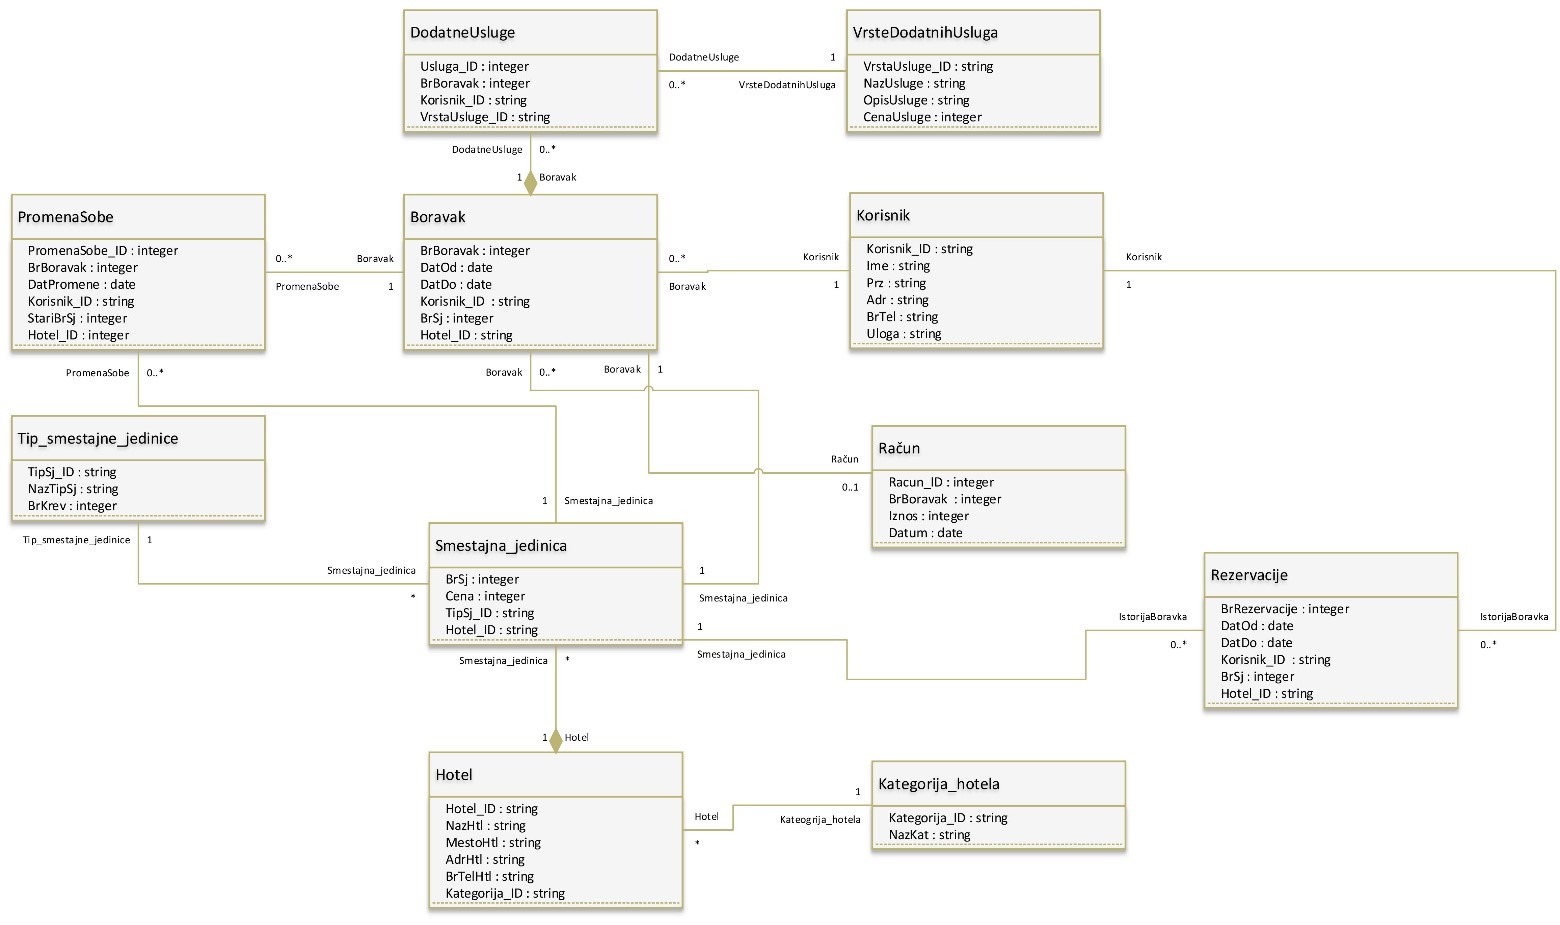 DodatneUsluge
Usluga_ID : integer
BrBoravak : integer
Korisnik_ID : string
VrstaUsluge_ID : string
DodatneUsluge
0..*
1
VrsteDodatnihUsluga
VrsteDodatnihUsluga
VrstaUsluge_ID : string
NazUsluge : string
OpisUsluge : string
CenaUsluge : integer
DodatneUsluge
0..*
1
Boravak
PromenaSobe
PromenaSobe_ID : integer
BrBoravak : integer
DatPromene : date
Korisnik_ID : string
StariBrSj : integer
Hotel_ID : integer
0..*
Boravak
PromenaSobe
1
Boravak
BrBoravak : integer
DatOd : date
DatDo : date
Korisnik_ID : string
BrSj : integer
Hotel_ID : string
0..*
Korisnik
Boravak
1
Korisnik
Korisnik_ID : string
Ime : string
Prz : string
Adr : string
BrTel : string
Uloga : string
Korisnik
1
PromenaSobe
0..*
Boravak
0..*
Boravak
1
Tip_smestajne_jedinice
TipSj_ID : string
NazTipSj : string
BrKrev : integer
Tip_smestajne_jedinice
1
Račun
0..1
Račun
Racun_ID : integer
BrBoravak : integer
Iznos : integer
Datum : date
1
Smestajna_jedinica
Smestajna_jedinica
*
Smestajna_jedinica
BrSj : integer
Cena : integer
TipSj_ID : string
Hotel_ID : string
1
Smestajna_jedinica
1
Smestajna_jedinica
IstorijaBoravka
0..*
Rezervacije
BrRezervacije : integer
DatOd : date
DatDo : date
Korisnik_ID : string
BrSj : integer
Hotel_ID : string
IstorijaBoravka
0..*
Smestajna_jedinica
*
1
Hotel
Hotel
Hotel_ID : string
NazHtl : string
MestoHtl : string
AdrHtl : string
BrTelHtl : string
Kategorija_ID : string
Hotel
*
1
Kateogrija_hotela
Kategorija_hotela
Kategorija_ID : string
NazKat : string